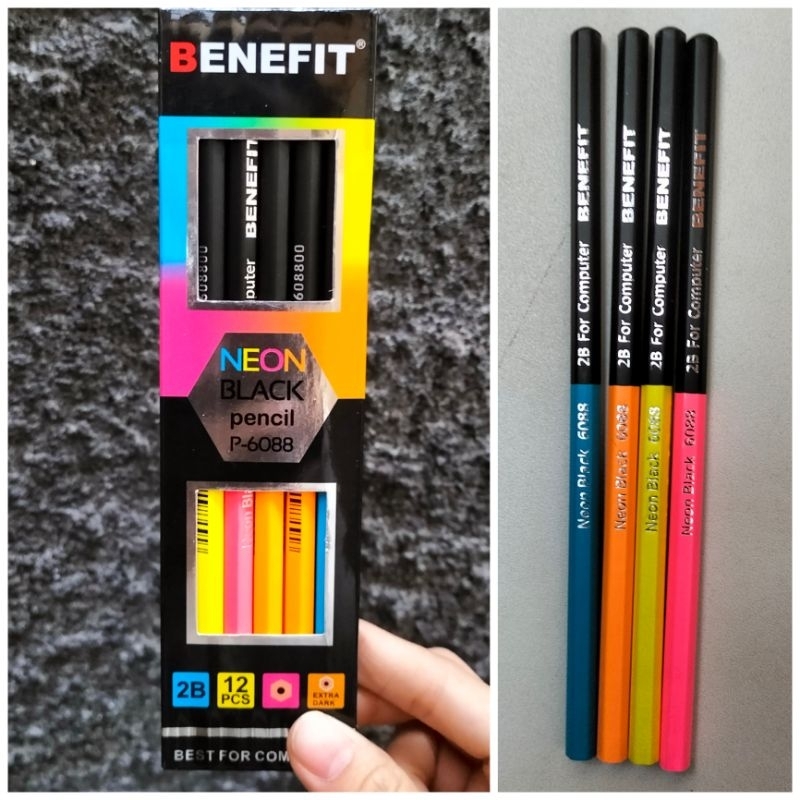 BENEFIT®
BENEFIT
608800
puter
608800
NEON
BLACK
pencil
P-6088
Neon Bla
2B
12
PCS
EXTRA
DARK
BEST FOR COM
2B For Computer BENEFIT
Neon Black 6088
2B For Computer BENEFIT
Neon Black 6088
2B For Computer BENEFIT
Neon Black 6088
2B For Computer BENEFIT
Neon Black 6088